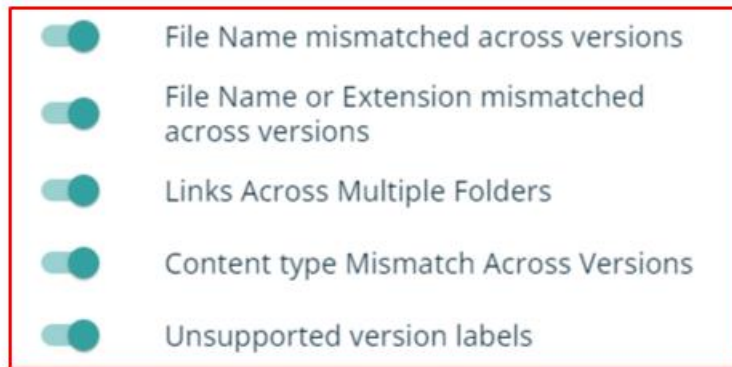 File Name mismatched across versions
File Name or Extension mismatched
across versions
Links Across Multiple Folders
Content type Mismatch Across Versions
Unsupported version labels